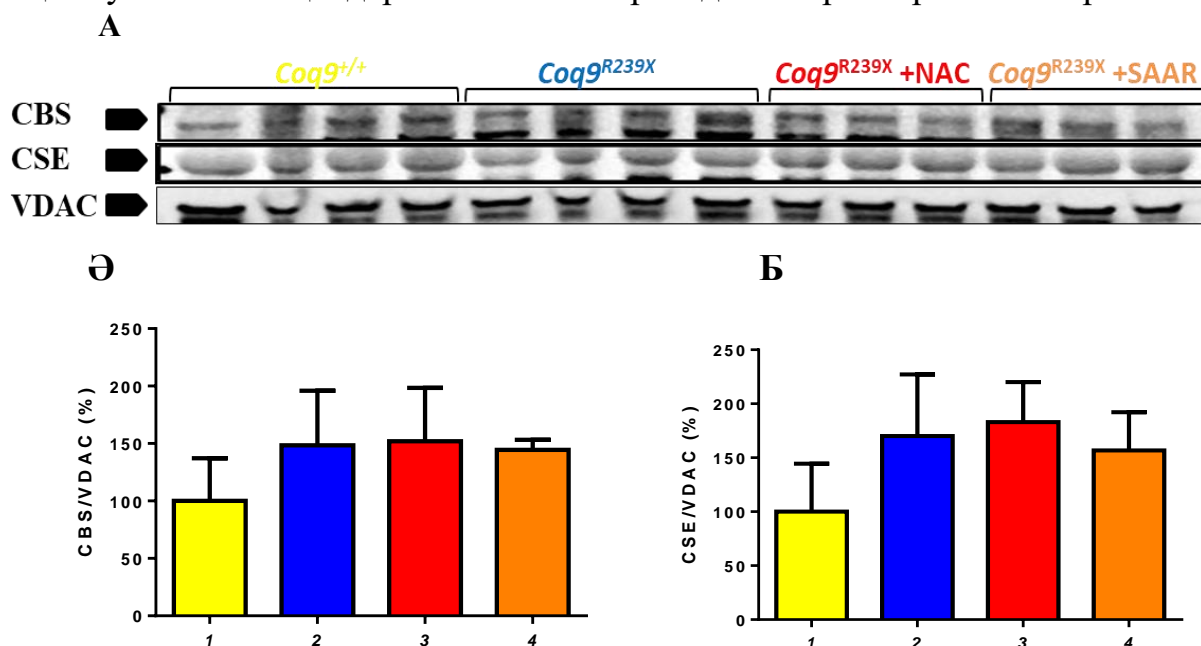 А
Coq9+/+ Coq9R239X Coq9R239X +NAC Coq9R239X +SAAR
CBS
CSE
VDAC
Ә Б
CBS/VDAC (%)
250
200
150
100
50
0
1 2 3 4
CSE/VDAC (%)
250
200
150
100
50
0
1 2 3 4